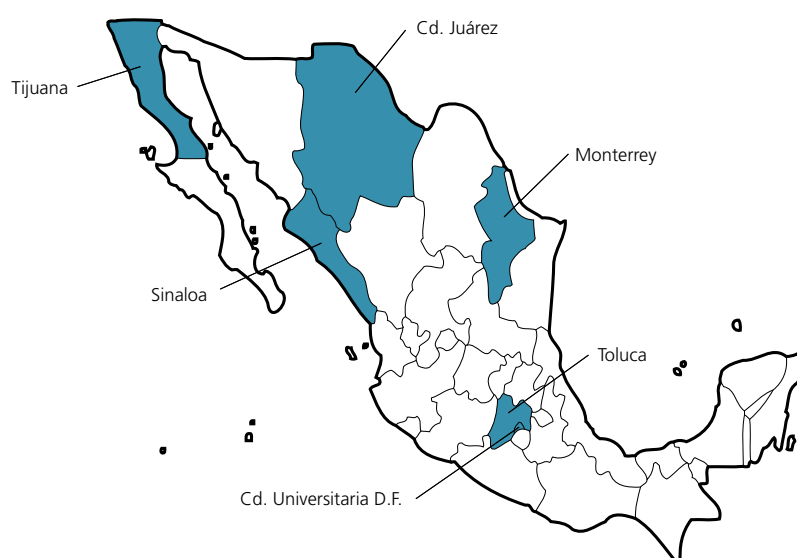 Cd. Juárez
Tijuana
Monterrey
Sinaloa
Toluca
Cd. Universitaria D.F.